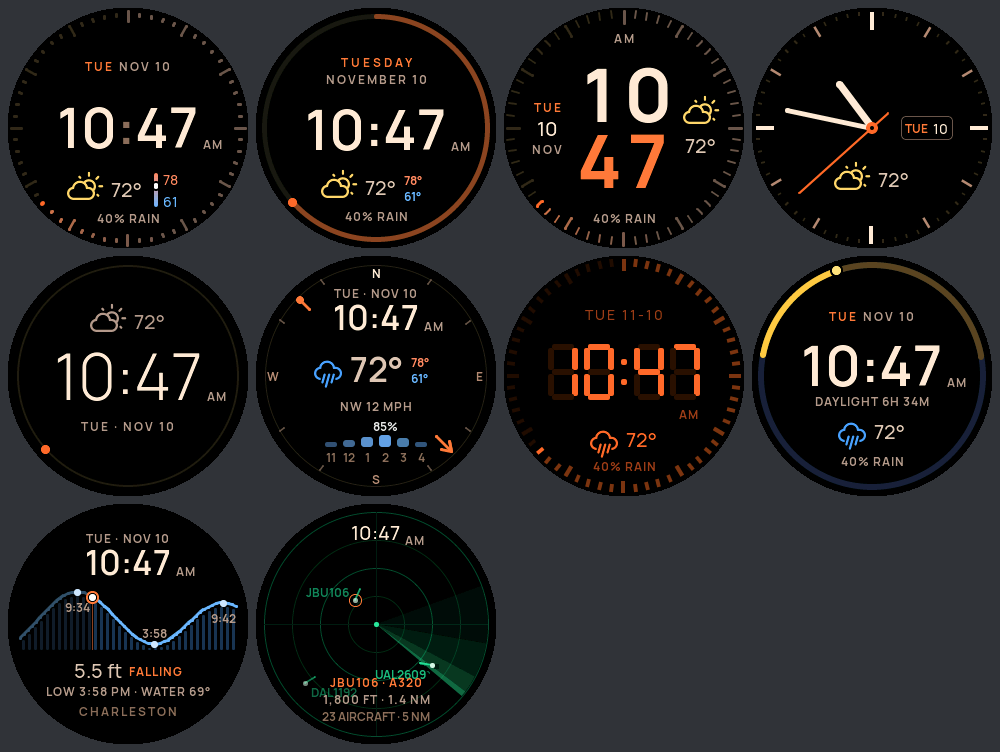 TUE NOV 10
10:47 AM
72° 78
61
40% RAIN
TUESDAY
NOVEMBER 10
10:47 AM
72° 78°
61°
40% RAIN
AM
TUE
10
NOV
10
47
72°
40% RAIN
TUE 10
72°
72°
10:47 AM
TUE · NOV 10
N
TUE · NOV 10
10:47 AM
72° 78°
61°
W E
NW 12 MPH
85%
11 12 1 2 3 4
S
TUE 11-10
10:47
AM
72°
40% RAIN
TUE NOV 10
10:47 AM
DAYLIGHT 6H 34M
72°
40% RAIN
TUE · NOV 10
10:47 AM
9:34
9:42
3:58
5.5 ft FALLING
LOW 3:58 PM · WATER 69°
CHARLESTON
10:47 AM
JBU106
UAL2609
JBU106 · A320
DAL1192
1,800 FT · 1.4 NM
23 AIRCRAFT · 5 NM